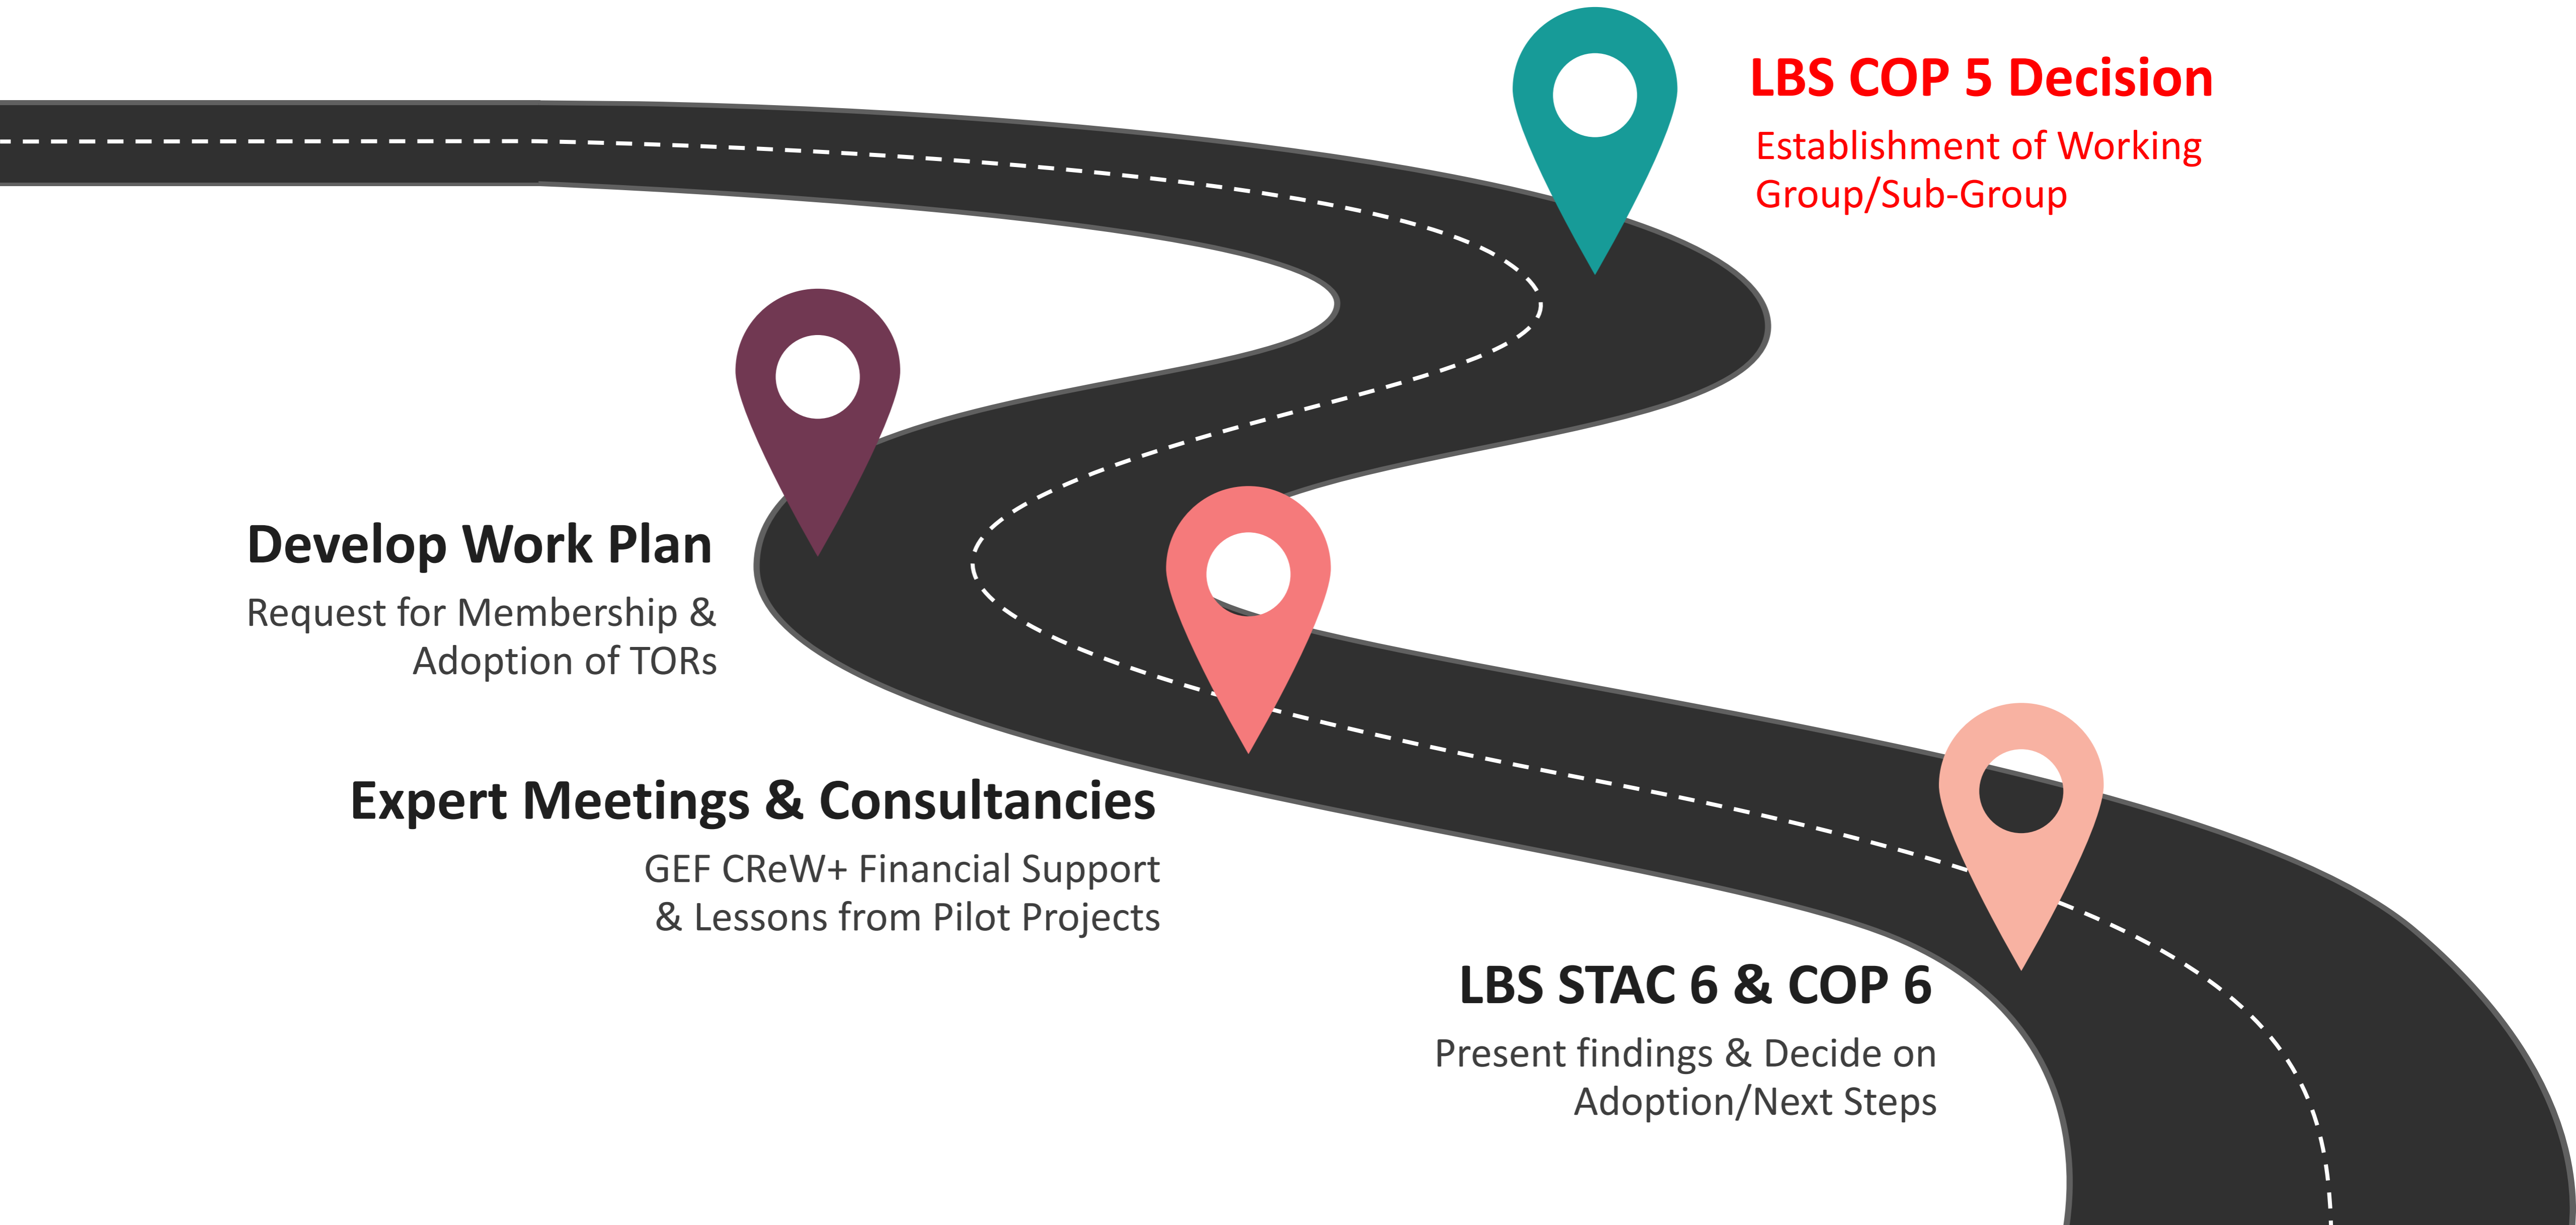 LBS COP 5 Decision
Establishment of Working
Group/Sub-Group
Develop Work Plan
Request for Membership &
Adoption of TORs
Expert Meetings & Consultancies
GEF CReW+ Financial Support
& Lessons from Pilot Projects
LBS STAC 6 & COP 6
Present findings & Decide on
Adoption/Next Steps